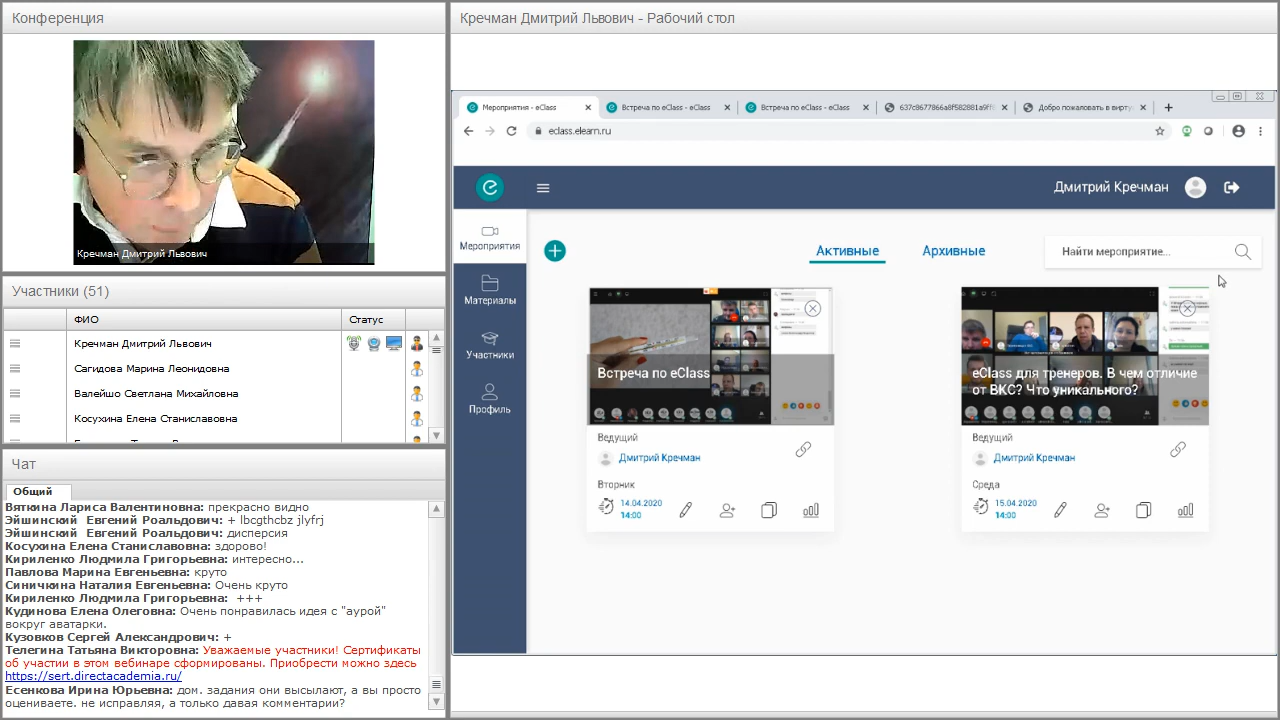 Конференция
Кречман Дмитрий Львович
Участники (51)
ФИО
Статус
Кречман Дмитрий Львович
Сагидова Марина Леонидовна
Валейшо Светлана Михайловна
Косухина Елена Станиславовна
Чат
Общий
Вяткина Лариса Валентиновна: прекрасно видно
Эйшинский Евгений Роальдович: + lbcgthcbz jlyfrj
Эйшинский Евгений Роальдович: дисперсия
Косухина Елена Станиславовна: здорово!
Кириленко Людмила Григорьевна: интересно...
Павлова Марина Евгеньевна: круто
Синичкина Наталия Евгеньевна: Очень круто
Кириленко Людмила Григорьевна: +++
Кудинова Елена Олеговна: Очень понравилась идея с "аурой"
вокруг аватарки.
Кузовков Сергей Александрович: +
Телегина Татьяна Викторовна: Уважаемые участники! Сертификаты
об участии в этом вебинаре сформированы. Приобрести можно здесь
https://sert.directacademia.ru/
Есенкова Ирина Юрьевна: дом. задания они высылают, а вы просто
оцениваете. не исправляя, а только давая комментарии?
Кречман Дмитрий Львович - Рабочий стол
Мероприятия - eClass
Встреча по eClass - eClass
Встреча по eClass - eClass
637c8677866a8f582881a9f
Добро пожаловать в вирту
eclass.elearn.ru
Дмитрий Кречман
Мероприятия
Материалы
Участники
Профиль
Активные
Архивные
Найти мероприятие...
Встреча по eClass
Ведущий
Дмитрий Кречман
Вторник
14.04.2020
14:00
eClass для тренеров. В чем отличие
от ВКС? Что уникального?
Ведущий
Дмитрий Кречман
Среда
15.04.2020
14:00